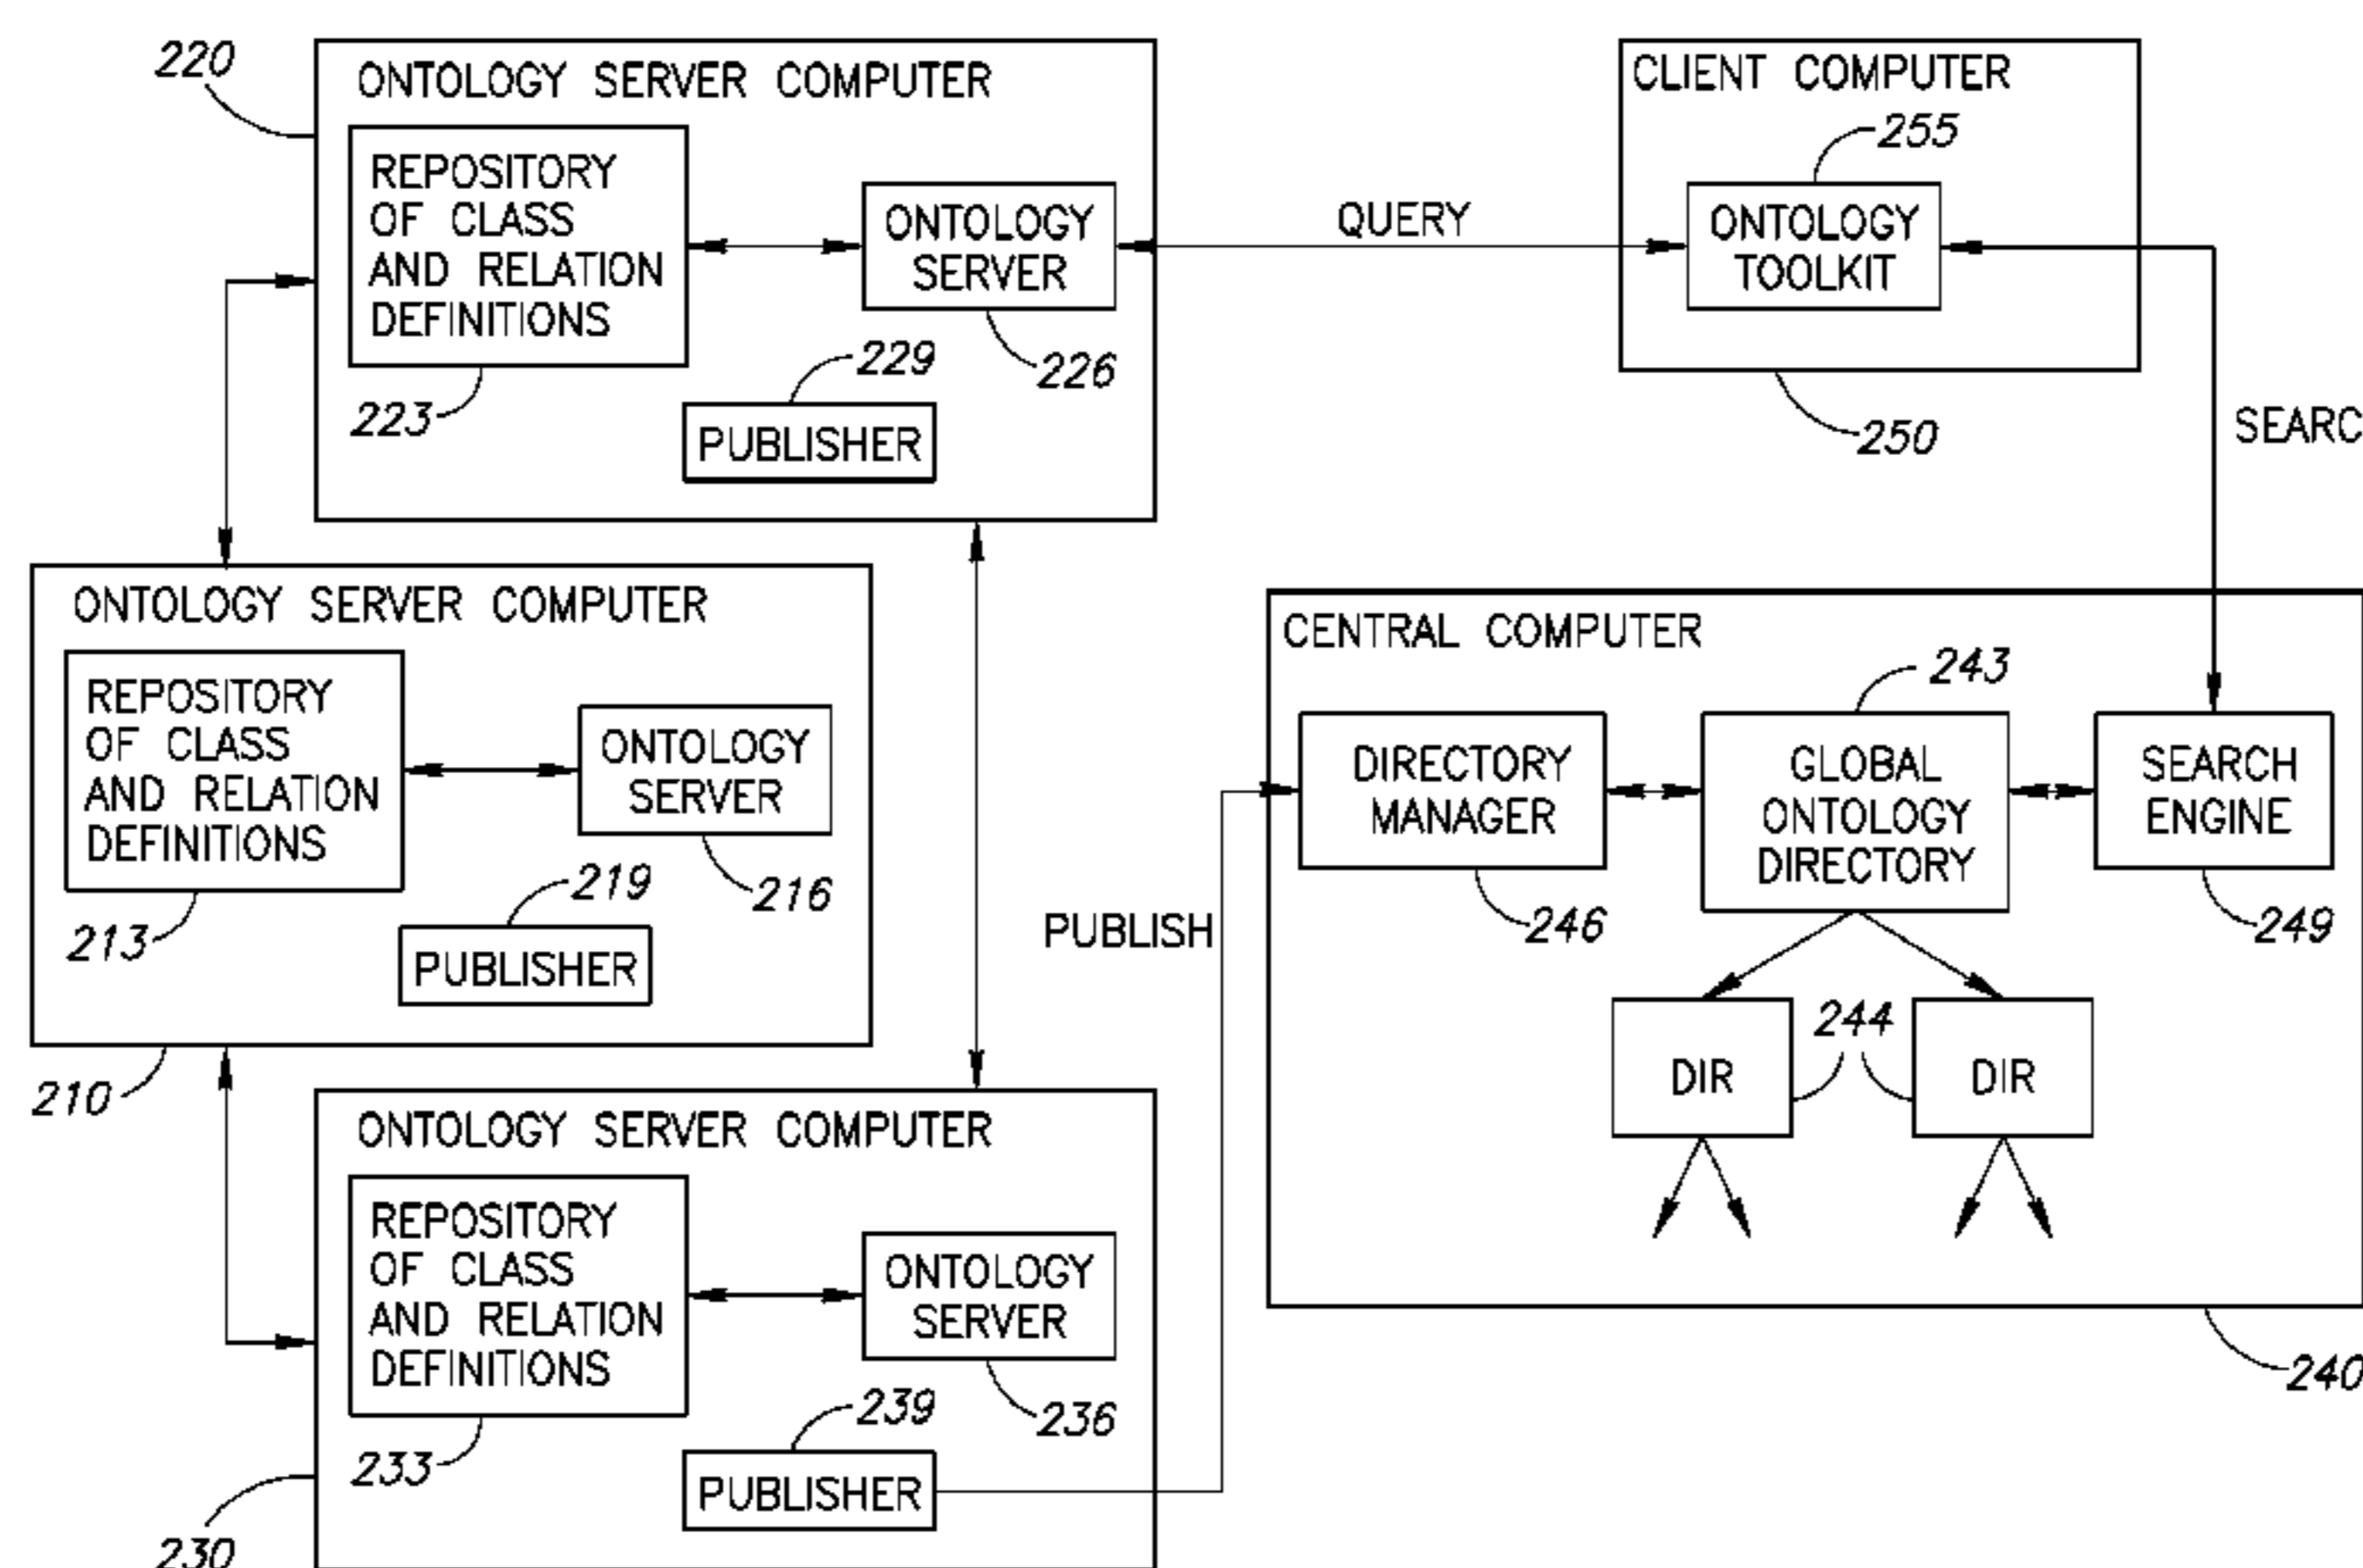 220
ONTOLOGY SERVER COMPUTER
REPOSITORY
OF CLASS
AND RELATION
DEFINITIONS
223
ONTOLOGY
SERVER
226
229
PUBLISHER
QUERY
CLIENT COMPUTER
255
ONTOLOGY
TOOLKIT
250
SEARC
ONTOLOGY SERVER COMPUTER
REPOSITORY
OF CLASS
AND RELATION
DEFINITIONS
213
ONTOLOGY
SERVER
216
219
PUBLISHER
210
PUBLISH
CENTRAL COMPUTER
243
DIRECTORY
MANAGER
246
GLOBAL
ONTOLOGY
DIRECTORY
SEARCH
ENGINE
249
244
DIR
DIR
240
ONTOLOGY SERVER COMPUTER
REPOSITORY
OF CLASS
AND RELATION
DEFINITIONS
233
ONTOLOGY
SERVER
236
239
PUBLISHER
230